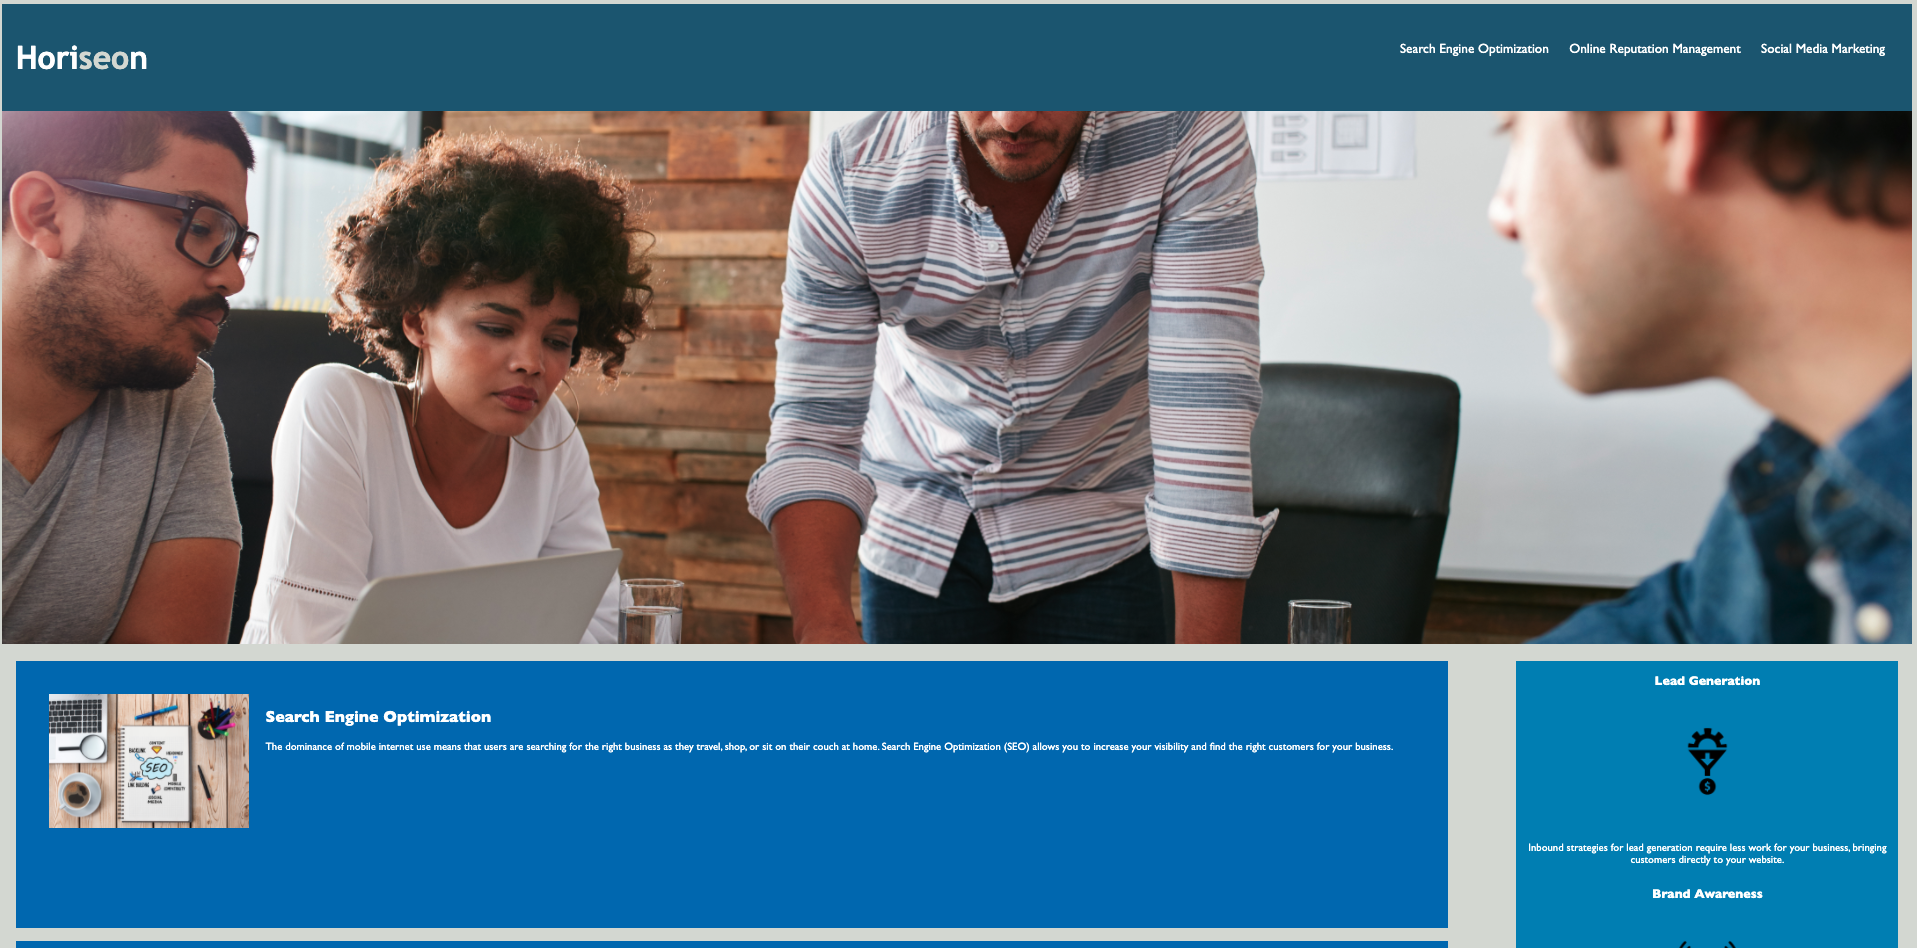 Horiseon
Search Engine Optimization
Online Reputation Management
Social Media Marketing
Search Engine Optimization
The dominance of mobile internet use means that users are searching for the right business as they travel, shop, or sit on their couch at home. Search Engine Optimization (SEO) allows you to increase your visibility and find the right customers for your business.
SEO
Lead Generation
$
Inbound strategies for lead generation require less work for your business, bringing
customers directly to your website.
Brand Awareness